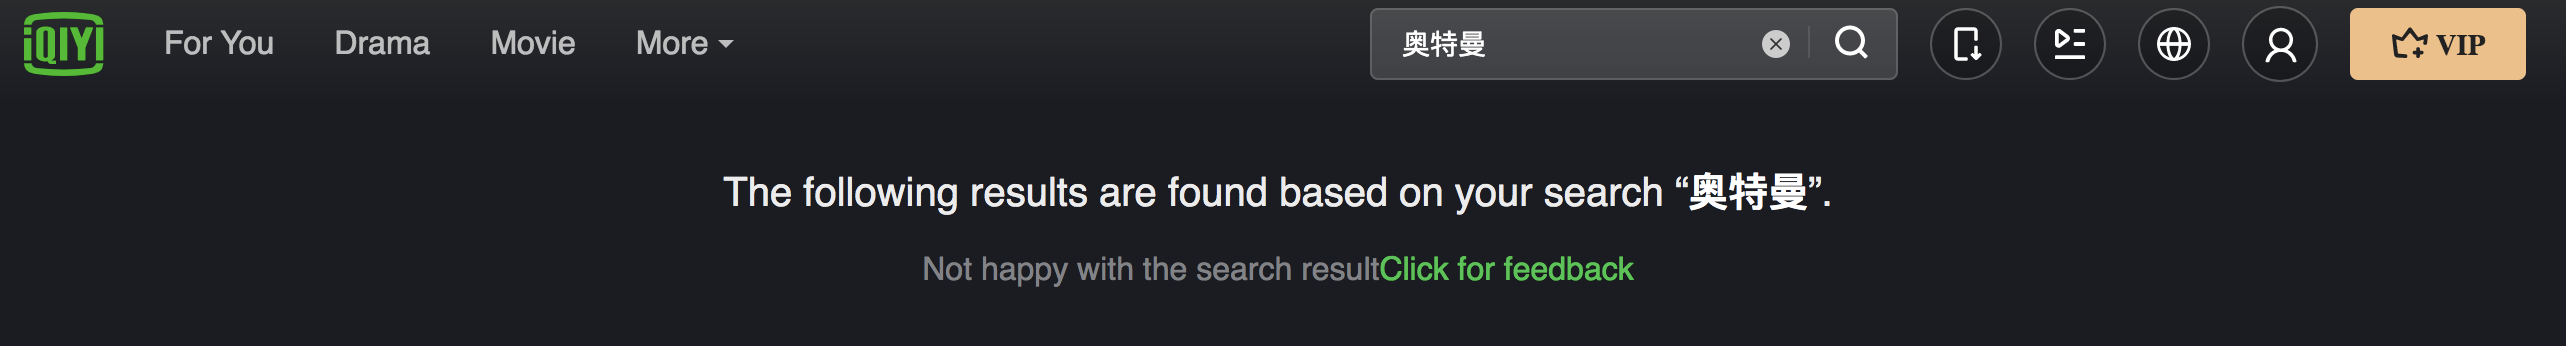 iQIYI For You Drama Movie More 奥特曼 VIP
The following results are found based on your search “奥特曼”.
Not happy with the search resultClick for feedback